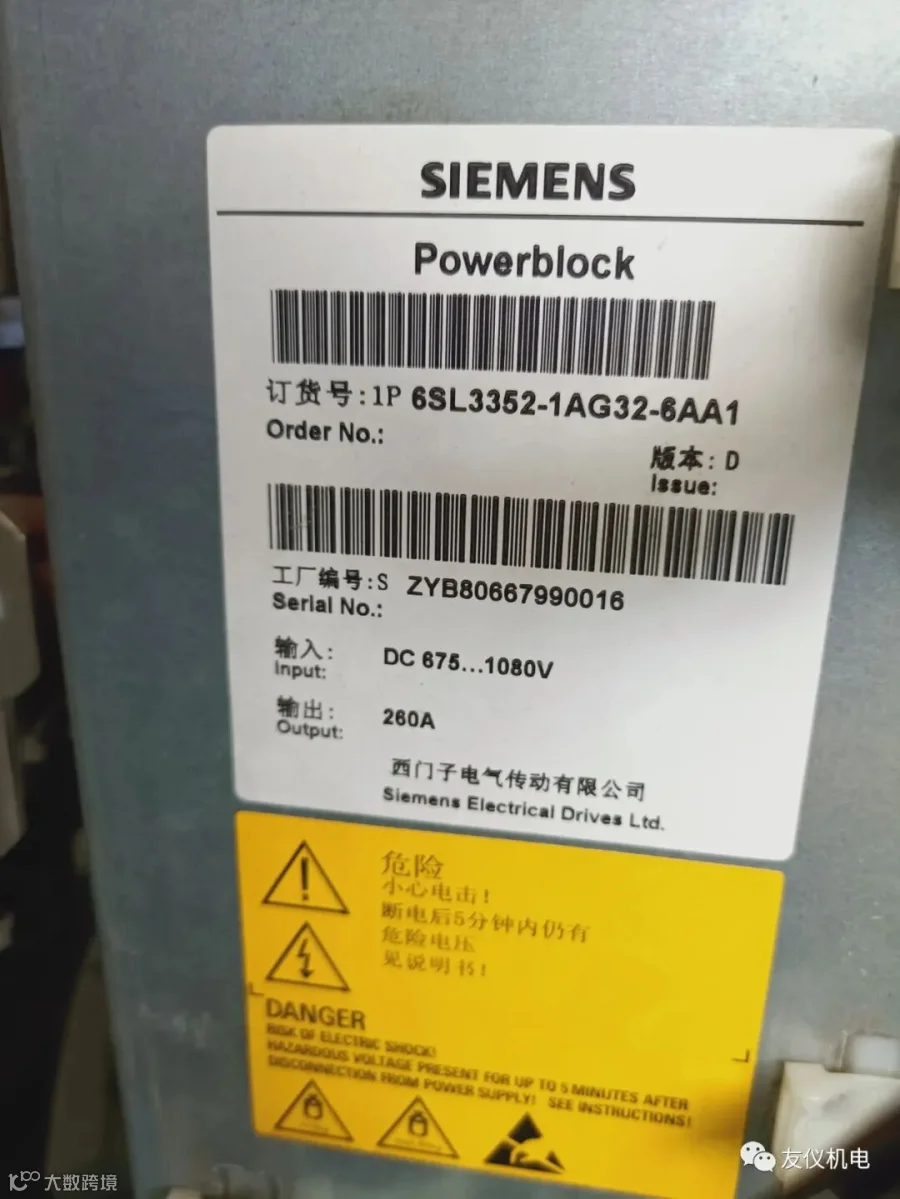 SIEMENS
Powerblock
订货号:1P 6SL3352-1AG32-6AA1
Order No.:
版本: D
Issue:
工厂编号:S ZYB80667990016
Serial No.:
输入: DC 675...1080V
Input:
输出: 260A
Output:
西门子电气传动有限公司
Siemens Electrical Drives Ltd.
危险
小心电击!
断电后5分钟内仍有
危险电压
见说明书!
DANGER
RISK OF ELECTRIC SHOCK!
HAZARDOUS VOLTAGE PRESENT FOR UP TO 5 MINUTES AFTER
DISCONNECTION FROM POWER SUPPLY! SEE INSTRUCTIONS!
友仪机电
大数跨境